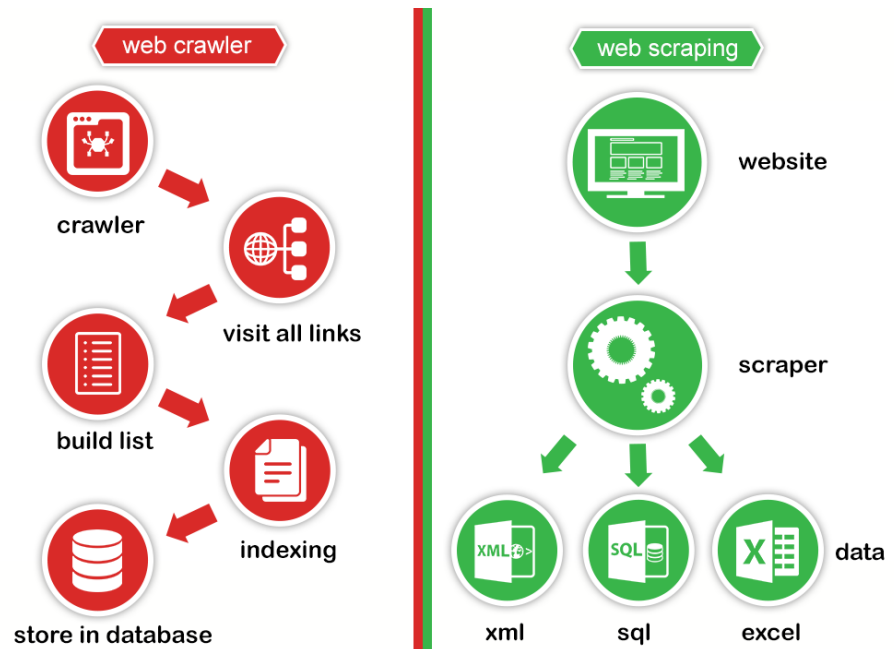 web crawler
crawler
visit all links
build list
indexing
store in database
web scraping
website
scraper
XML
SQL
X
data
xml
sql
excel